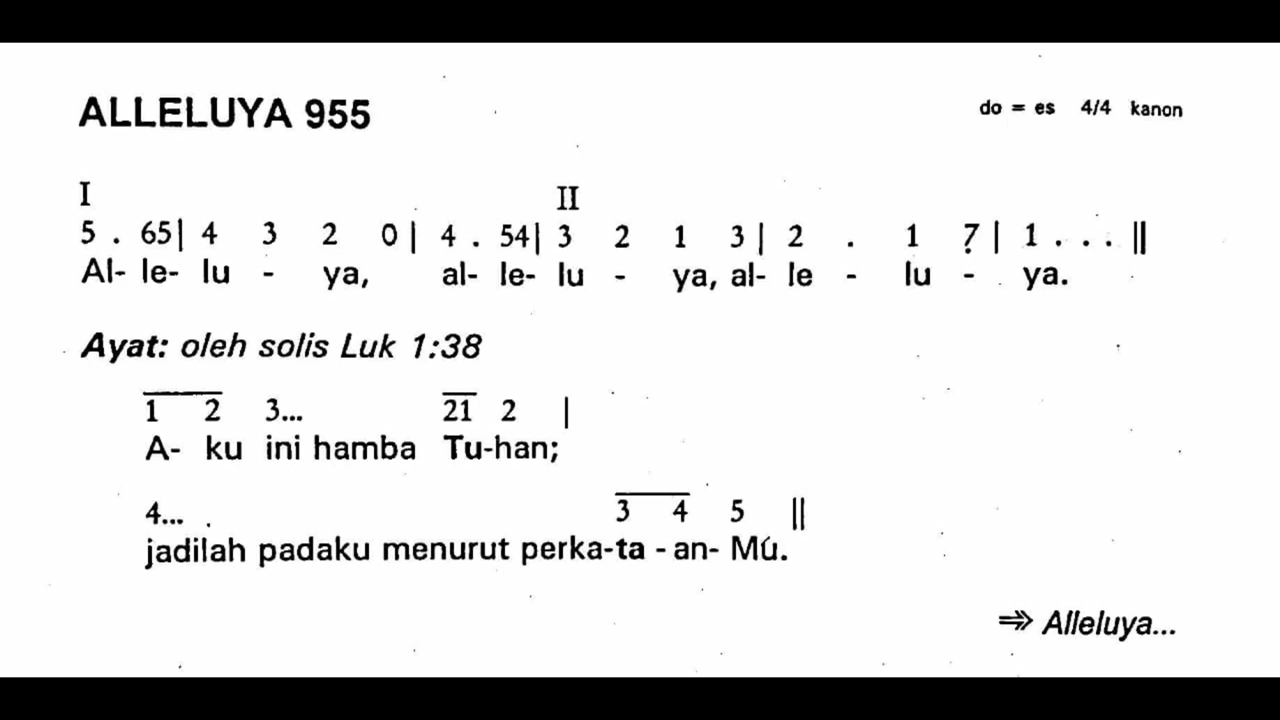 ALLELUYA 955 do = es 4/4 kanon
I II
5 . 65| 4 3 2 0| 4 . 54| 3 2 1 3| 2 . 1 7̣| 1 . . . ||
Al- le- lu - ya, al- le- lu - ya, al- le - lu - ya.
Ayat: oleh solis Luk 1:38
1 2 3... 21 2 |
A- ku ini hamba Tu-han;
4... 3 4 5 ||
jadilah padaku menurut perka-ta - an- Mú.
⇒ Alleluya...